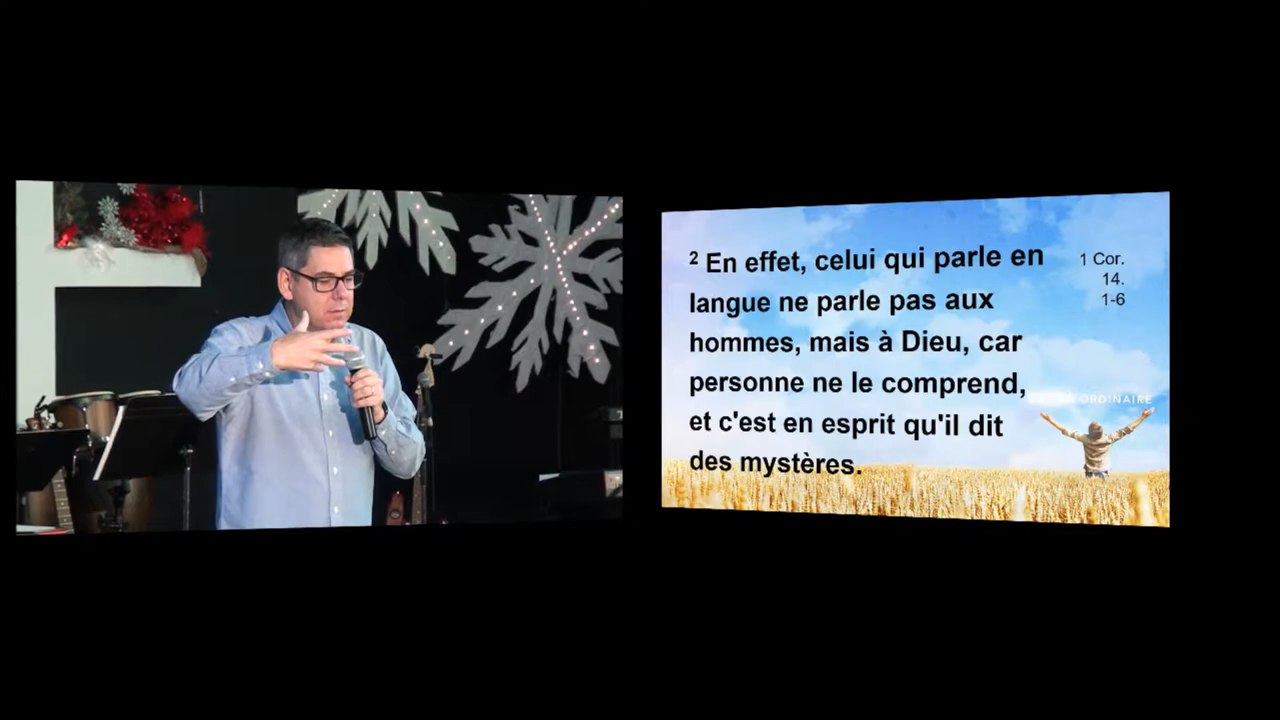 ² En effet, celui qui parle en
langue ne parle pas aux
hommes, mais à Dieu, car
personne ne le comprend,
et c'est en esprit qu'il dit
des mystères.
1 Cor.
14.
1-6
ORDINAIRE